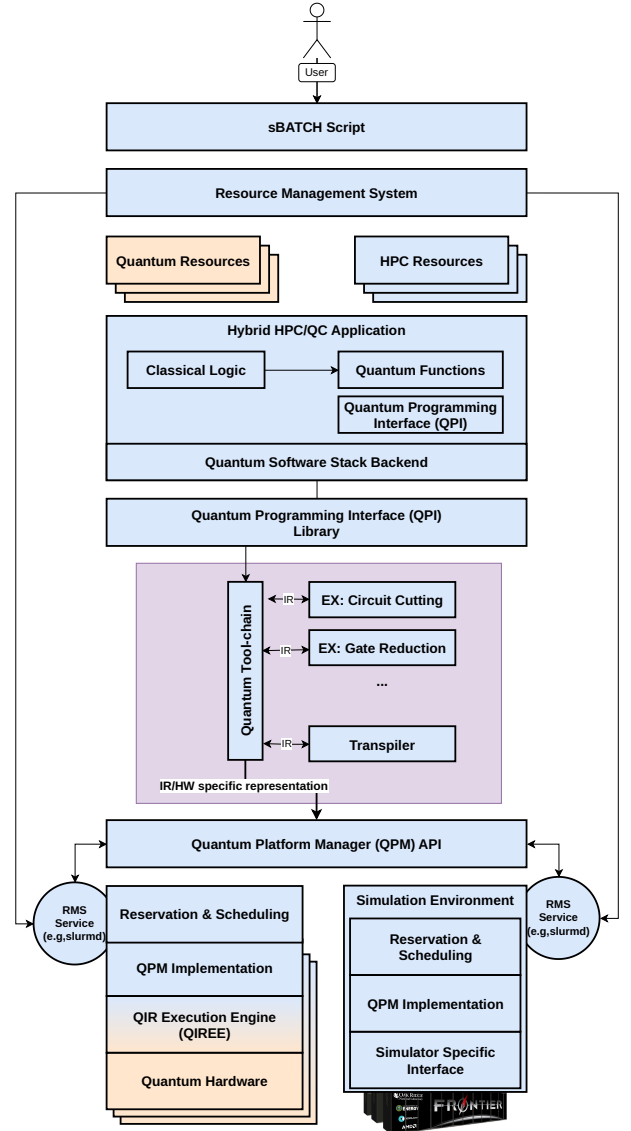 User
sBATCH Script
Resource Management System
Quantum Resources
HPC Resources
Hybrid HPC/QC Application
Classical Logic
Quantum Functions
Quantum Programming
Interface (QPI)
Quantum Software Stack Backend
Quantum Programming Interface (QPI)
Library
Quantum Tool-chain
IR
EX: Circuit Cutting
IR
EX: Gate Reduction
...
IR
Transpiler
IR/HW specific representation
Quantum Platform Manager (QPM) API
RMS
Service
(e.g,slurmd)
Reservation & Scheduling
QPM Implementation
QIR Execution Engine
(QIREE)
Quantum Hardware
Simulation Environment
Reservation &
Scheduling
QPM Implementation
Simulator Specific
Interface
RMS
Service
(e.g,slurmd)
OAK RIDGE
ENERGY
AMD
FRONTIER